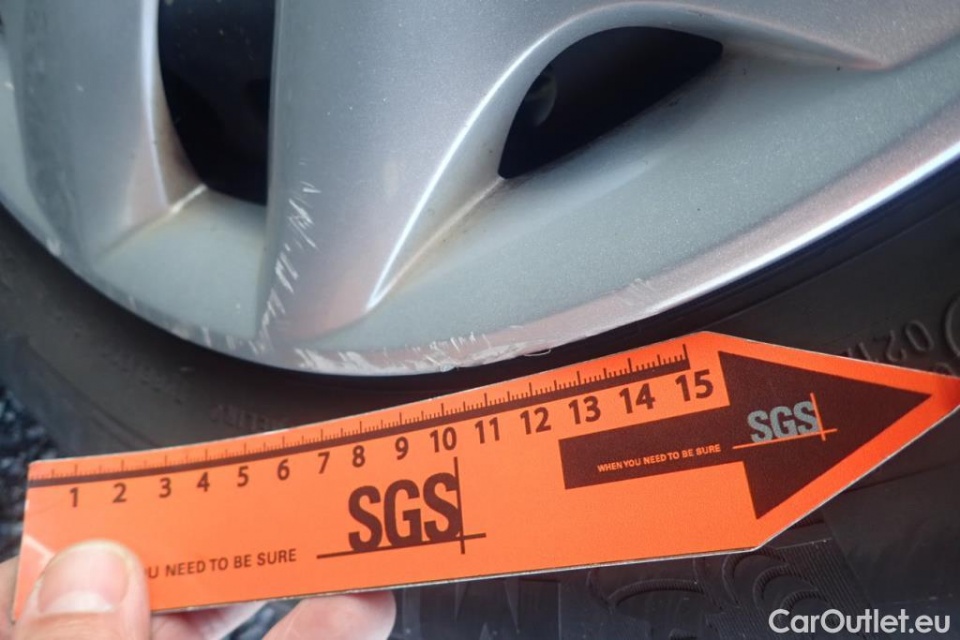 1 2 3 4 5 6 7 8 9 10 11 12 13 14 15
SGS
WHEN YOU NEED TO BE SURE
SGS
U NEED TO BE SURE
CarOutlet.eu